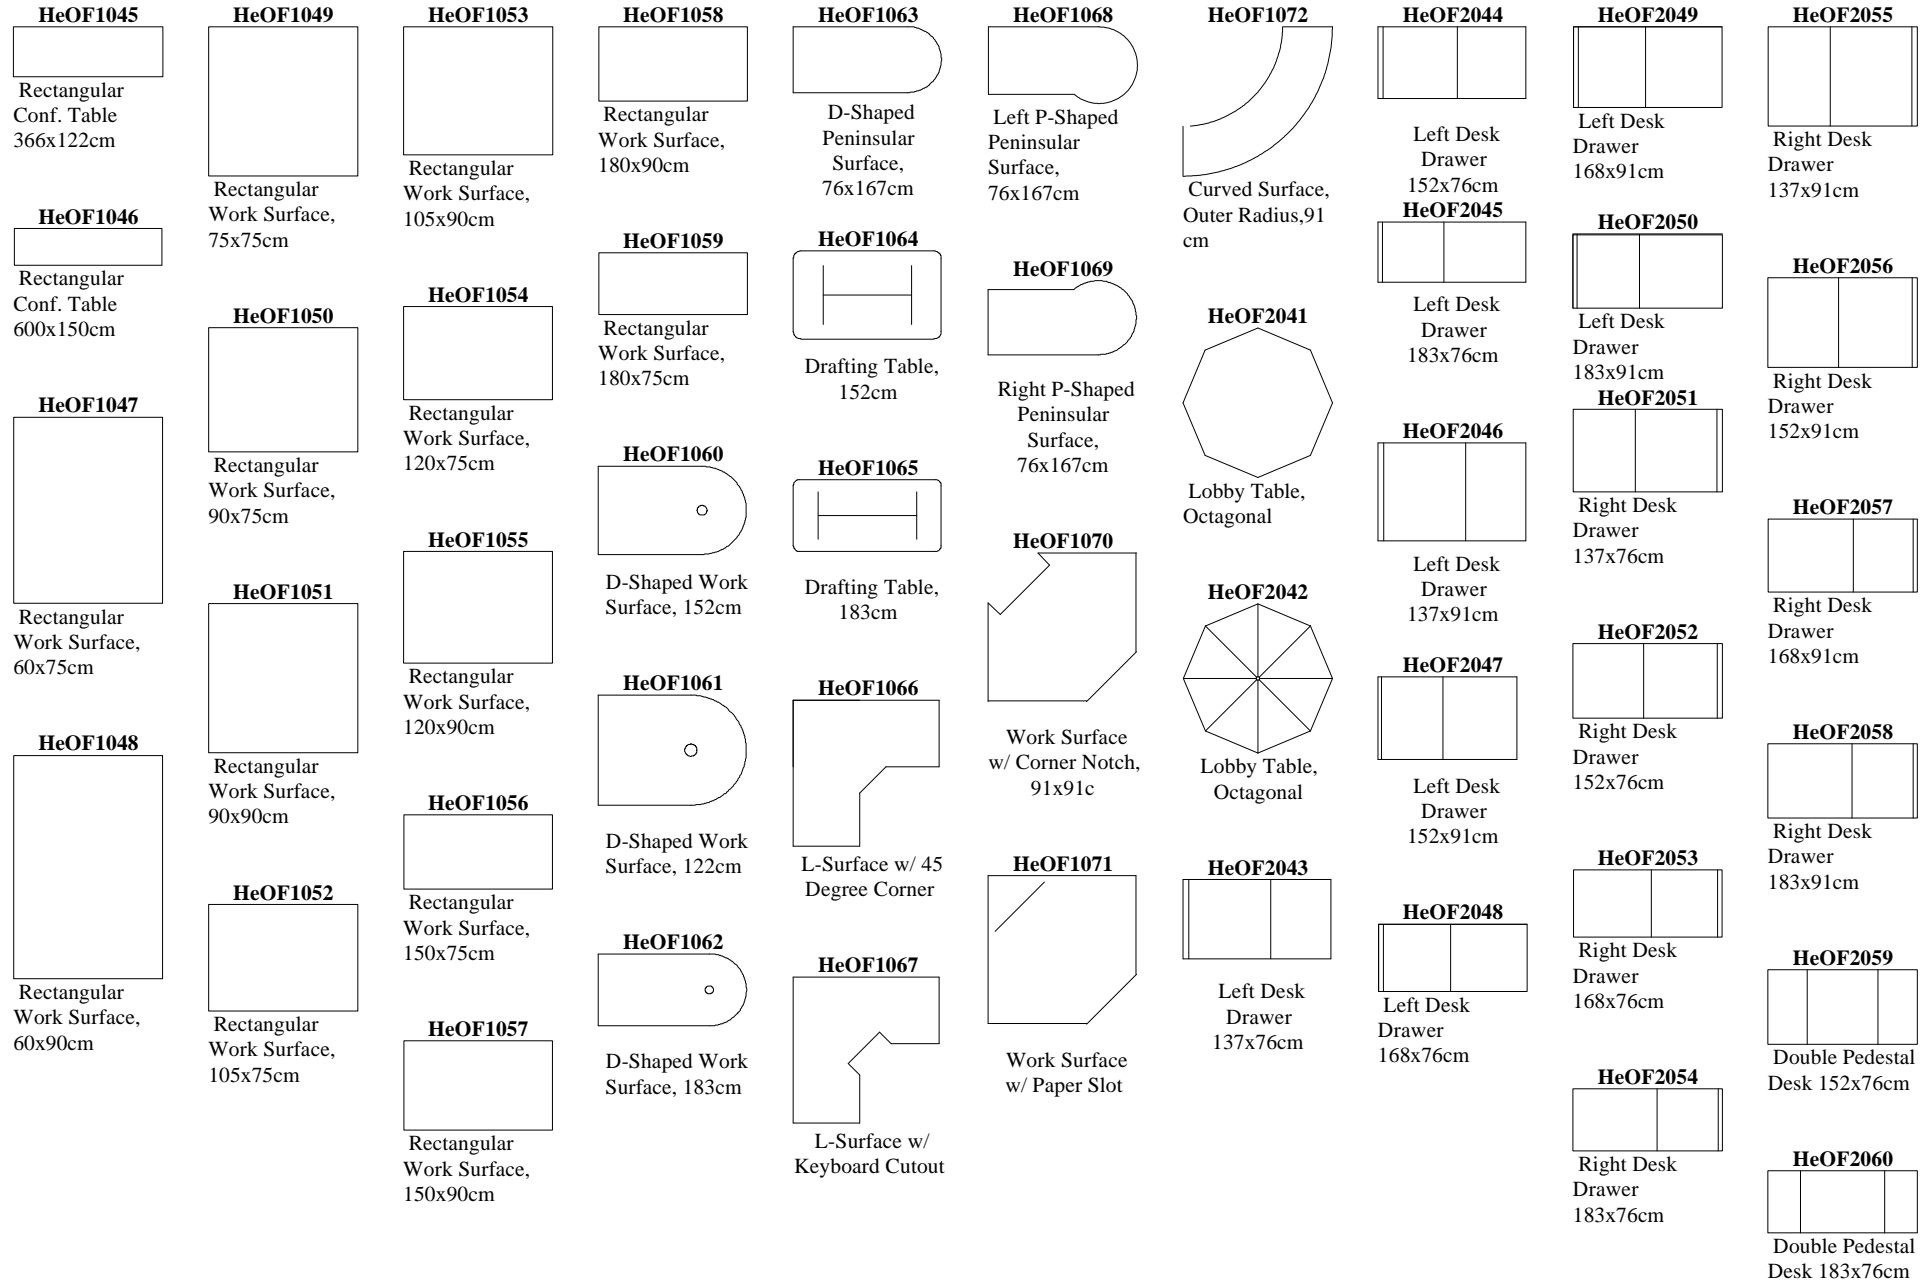 HeOF1045
Rectangular
Conf. Table
366x122cm
HeOF1046
Rectangular
Conf. Table
600x150cm
HeOF1047
Rectangular
Work Surface,
60x75cm
HeOF1048
Rectangular
Work Surface,
60x90cm
HeOF1049
Rectangular
Work Surface,
75x75cm
HeOF1050
Rectangular
Work Surface,
90x75cm
HeOF1051
Rectangular
Work Surface,
90x90cm
HeOF1052
Rectangular
Work Surface,
105x75cm
HeOF1053
Rectangular
Work Surface,
105x90cm
HeOF1054
Rectangular
Work Surface,
120x75cm
HeOF1055
Rectangular
Work Surface,
120x90cm
HeOF1056
Rectangular
Work Surface,
150x75cm
HeOF1057
Rectangular
Work Surface,
150x90cm
HeOF1058
Rectangular
Work Surface,
180x90cm
HeOF1059
Rectangular
Work Surface,
180x75cm
HeOF1060
D-Shaped Work
Surface, 152cm
HeOF1061
D-Shaped Work
Surface, 122cm
HeOF1062
D-Shaped Work
Surface, 183cm
HeOF1063
D-Shaped
Peninsular
Surface,
76x167cm
HeOF1064
Drafting Table,
152cm
HeOF1065
Drafting Table,
183cm
HeOF1066
L-Surface w/ 45
Degree Corner
HeOF1067
L-Surface w/
Keyboard Cutout
HeOF1068
Left P-Shaped
Peninsular
Surface,
76x167cm
HeOF1069
Right P-Shaped
Peninsular
Surface,
76x167cm
HeOF1070
Work Surface
w/ Corner Notch,
91x91c
HeOF1071
Work Surface
w/ Paper Slot
HeOF1072
Curved Surface,
Outer Radius,91
cm
HeOF2041
Lobby Table,
Octagonal
HeOF2042
Lobby Table,
Octagonal
HeOF2043
Left Desk
Drawer
137x76cm
HeOF2044
Left Desk
Drawer
152x76cm
HeOF2045
Left Desk
Drawer
183x76cm
HeOF2046
Left Desk
Drawer
137x91cm
HeOF2047
Left Desk
Drawer
152x91cm
HeOF2048
Left Desk
Drawer
168x76cm
HeOF2049
Left Desk
Drawer
168x91cm
HeOF2050
Left Desk
Drawer
183x91cm
HeOF2051
Right Desk
Drawer
137x76cm
HeOF2052
Right Desk
Drawer
152x76cm
HeOF2053
Right Desk
Drawer
168x76cm
HeOF2054
Right Desk
Drawer
183x76cm
HeOF2055
Right Desk
Drawer
137x91cm
HeOF2056
Right Desk
Drawer
152x91cm
HeOF2057
Right Desk
Drawer
168x91cm
HeOF2058
Right Desk
Drawer
183x91cm
HeOF2059
Double Pedestal
Desk 152x76cm
HeOF2060
Double Pedestal
Desk 183x76cm